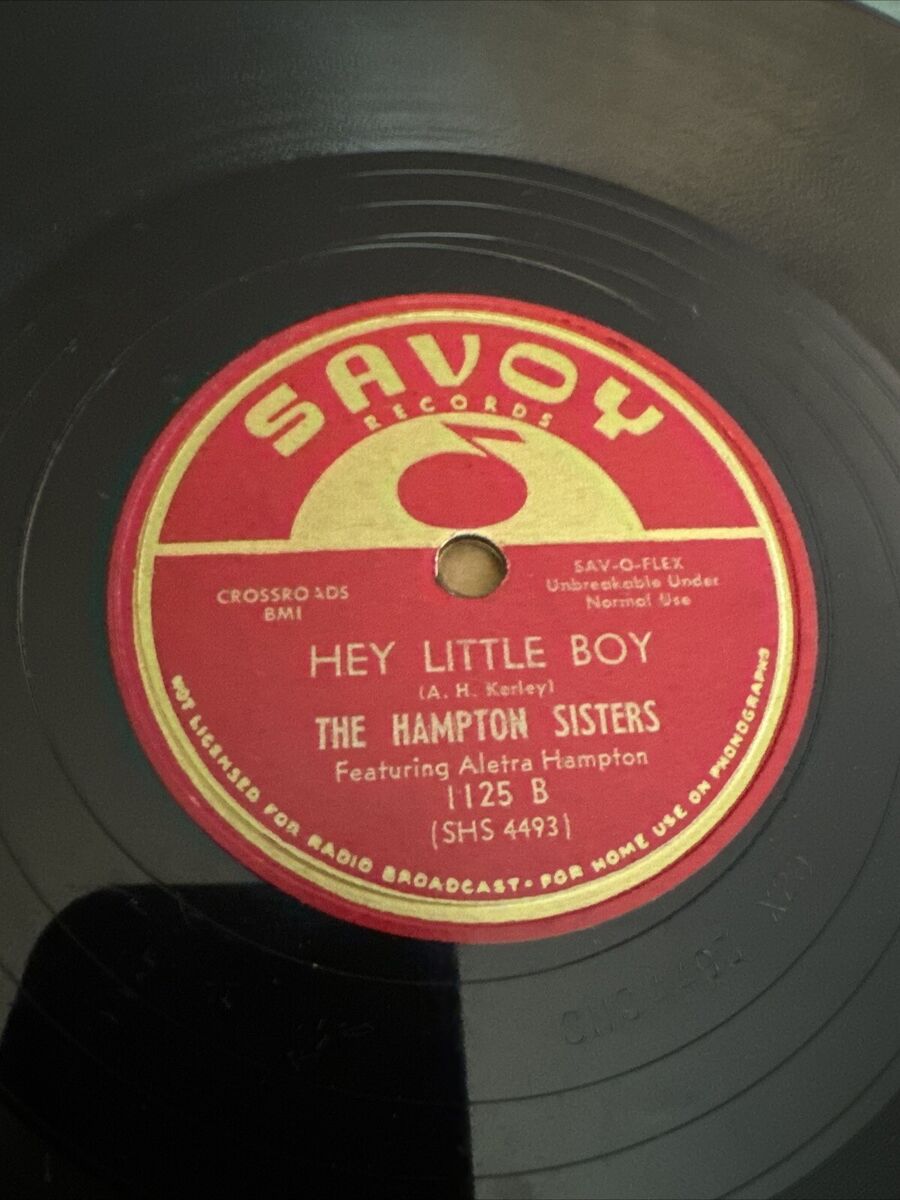 SAVOY
RECORDS
CROSSROADS
BMI
SAV-O-FLEX
Unbreakable Under
Normal Use
HEY LITTLE BOY
(A. H. Kerley)
THE HAMPTON SISTERS
Featuring Aletra Hampton
1125 B
(SHS 4493)
NOT LICENSED FOR RADIO BROADCAST • FOR HOME USE ON PHONOGRAPHS